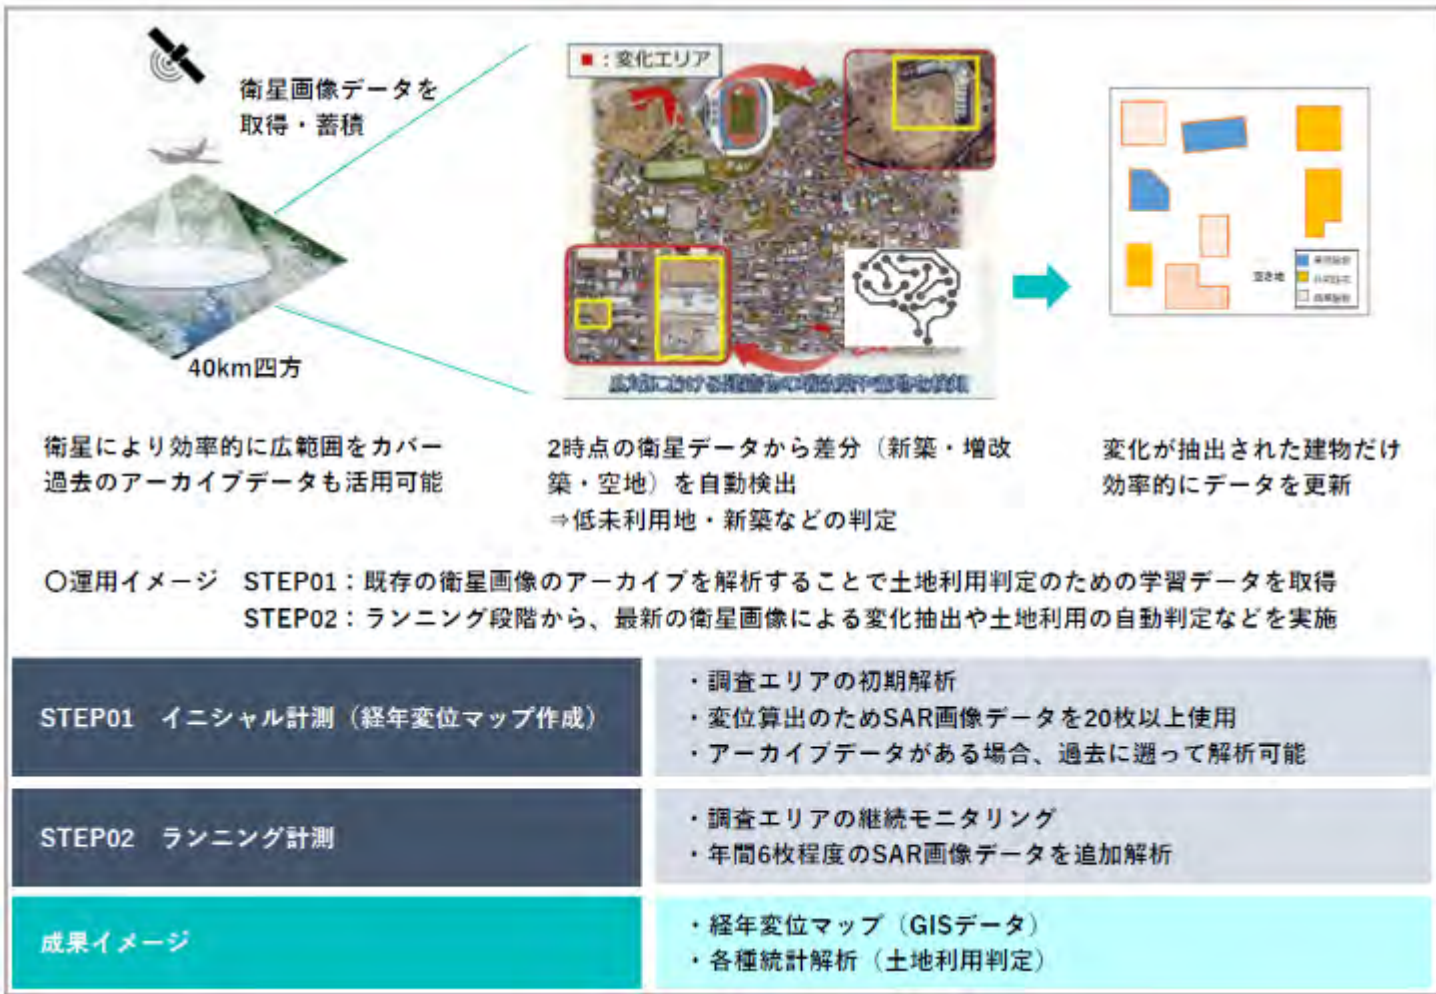 衛星画像データを
取得・蓄積
40km四方
■：変化エリア
空き地
衛星により効率的に広範囲をカバー
過去のアーカイブデータも活用可能
2時点の衛星データから差分（新築・増改
築・空地）を自動検出
⇒低未利用地・新築などの判定
変化が抽出された建物だけ
効率的にデータを更新
〇運用イメージ　STEP01：既存の衛星画像のアーカイブを解析することで土地利用判定のための学習データを取得
STEP02：ランニング段階から、最新の衛星画像による変化抽出や土地利用の自動判定などを実施
STEP01　イニシャル計測（経年変位マップ作成）
・調査エリアの初期解析
・変位算出のためSAR画像データを20枚以上使用
・アーカイブデータがある場合、過去に遡って解析可能
STEP02　ランニング計測
・調査エリアの継続モニタリング
・年間6枚程度のSAR画像データを追加解析
成果イメージ
・経年変位マップ（GISデータ）
・各種統計解析（土地利用判定）